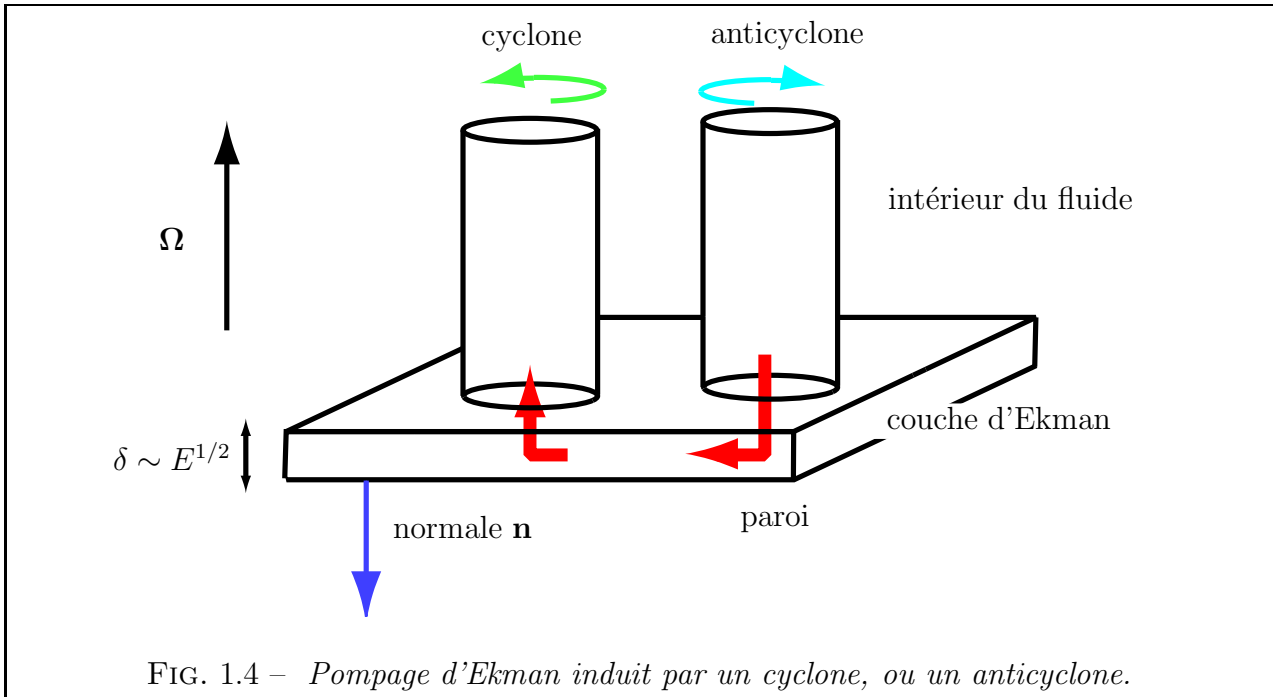 cyclone
anticyclone
intérieur du fluide
Ω
couche d'Ekman
δ ∼ E^{1/2}
normale n
paroi
FIG. 1.4 – Pompage d'Ekman induit par un cyclone, ou un anticyclone.